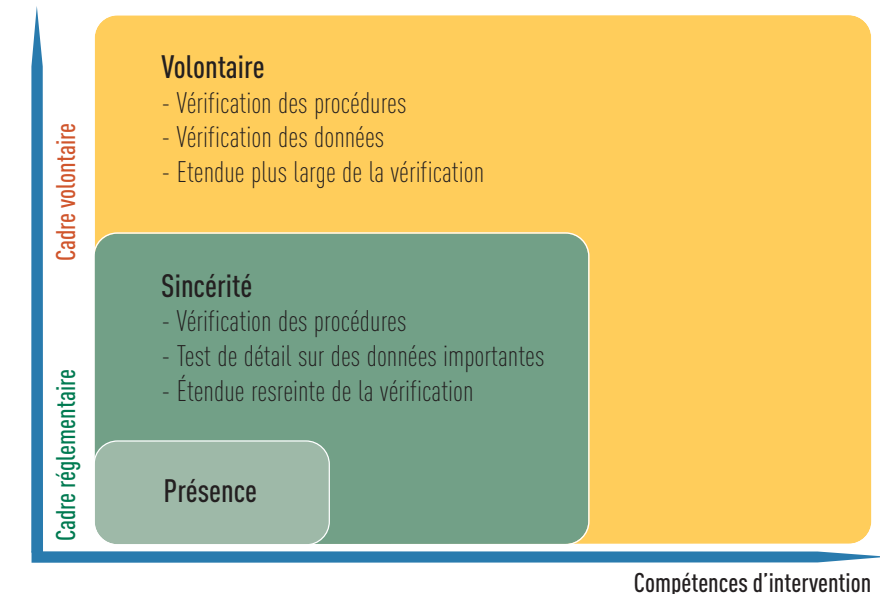 Volontaire
- Vérification des procédures
- Vérification des données
- Etendue plus large de la vérification
Cadre volontaire
Sincérité
- Vérification des procédures
- Test de détail sur des données importantes
- Étendue resreinte de la vérification
Cadre réglementaire
Présence
Compétences d'intervention